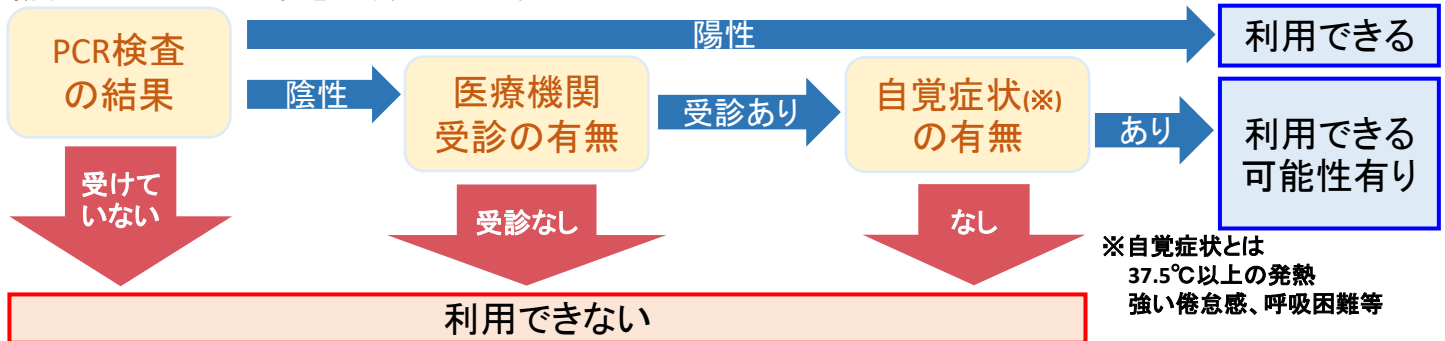 PCR検査
の結果
陽性
利用できる
陰性
医療機関
受診の有無
受診あり
自覚症状(※)
の有無
あり
利用できる
可能性有り
受けて
いない
受診なし
なし
※自覚症状とは
37.5℃以上の発熱
強い倦怠感、呼吸困難等
利用できない